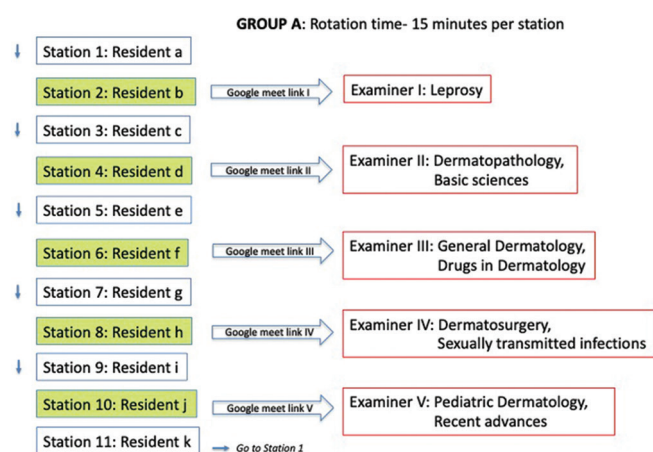 GROUP A: Rotation time- 15 minutes per station
Station 1: Resident a
Station 2: Resident b
Google meet link I
Examiner I: Leprosy
Station 3: Resident c
Station 4: Resident d
Google meet link II
Examiner II: Dermatopathology,
Basic sciences
Station 5: Resident e
Station 6: Resident f
Google meet link III
Examiner III: General Dermatology,
Drugs in Dermatology
Station 7: Resident g
Station 8: Resident h
Google meet link IV
Examiner IV: Dermatosurgery,
Sexually transmitted infections
Station 9: Resident i
Station 10: Resident j
Google meet link V
Examiner V: Pediatric Dermatology,
Recent advances
Station 11: Resident k
Go to Station 1